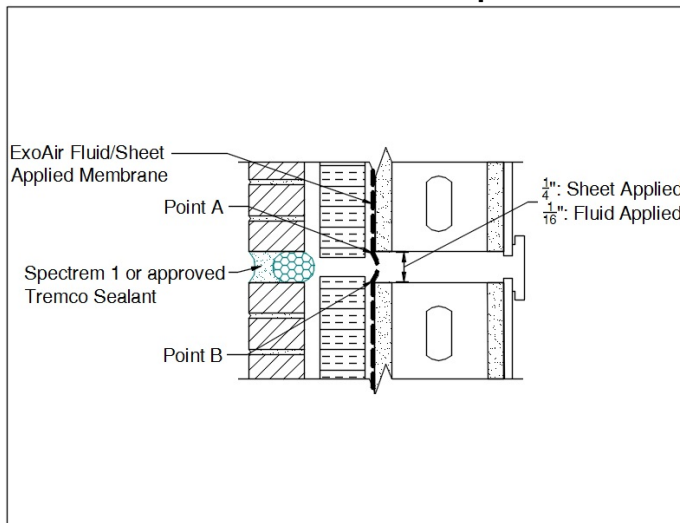 ExoAir Fluid/Sheet
Applied Membrane
Point A
Spectrem 1 or approved
Tremco Sealant
Point B
1/4": Sheet Applied
1/16": Fluid Applied